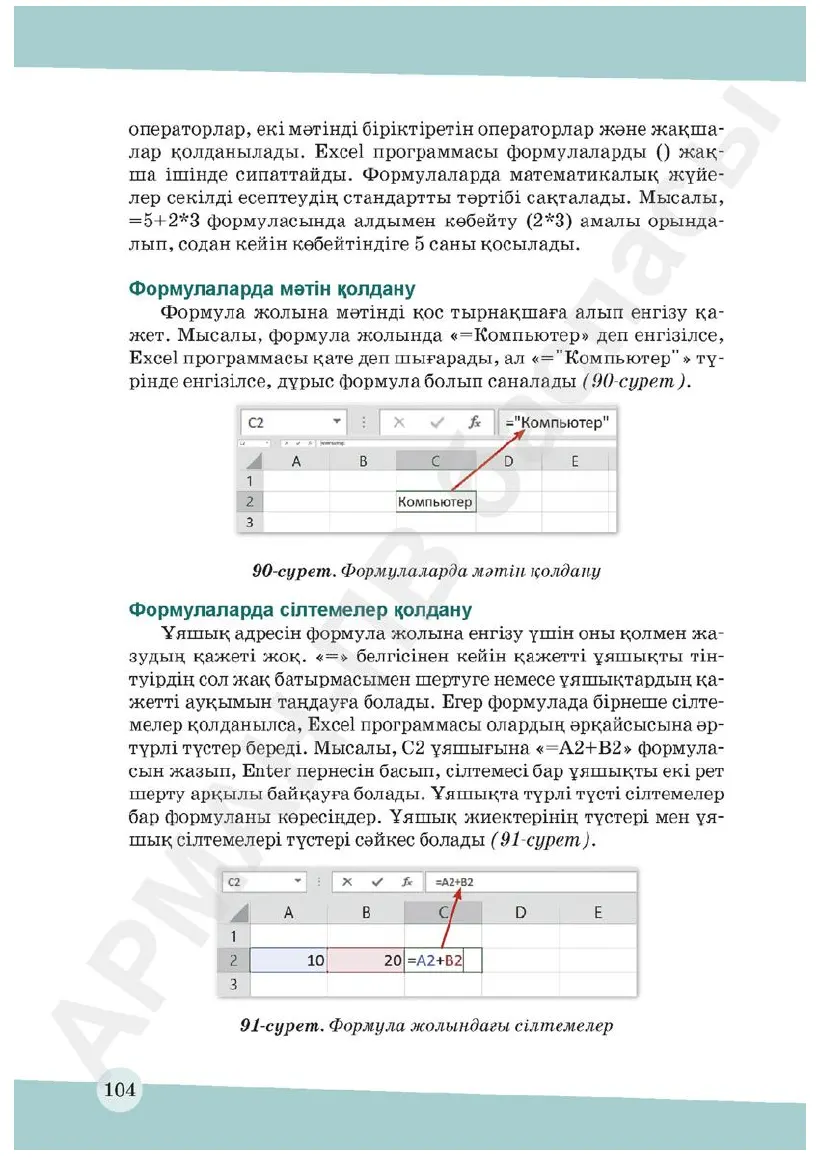 операторлар, екі мәтінді біріктіретін операторлар және жақша-
лар қолданылады. Excel программасы формулаларды () жақ-
ша ішінде сипаттайды. Формулаларда математикалық жүйе-
лер секілді есептеудің стандартты тәртібі сақталады. Мысалы,
=5+2*3 формуласында алдымен көбейту (2*3) амалы орында-
лып, содан кейін көбейтіндіге 5 саны қосылады.
Формулаларда мәтін қолдану
Формула жолына мәтінді қос тырнақшаға алып енгізу қа-
жет. Мысалы, формула жолында «=Компьютер» деп енгізілсе,
Excel программасы қате деп шығарады, ал «="Компьютер"» тү-
рінде енгізілсе, дұрыс формула болып саналады (90-сурет).
C2 fx ="Компьютер"
A B C D E
1
2 Компьютер
3
90-сурет. Формулаларда мәтін қолдану
Формулаларда сілтемелер қолдану
Ұяшық адресін формула жолына енгізу үшін оны қолмен жа-
зудың қажеті жоқ. «=» белгісінен кейін қажетті ұяшықты тін-
туірдің сол жақ батырмасымен шертуге немесе ұяшықтардың қа-
жетті ауқымын таңдауға болады. Егер формулада бірнеше сілте-
мелер қолданылса, Excel программасы олардың әрқайсысына әр-
түрлі түстер береді. Мысалы, C2 ұяшығына «=A2+B2» формула-
сын жазып, Enter пернесін басып, сілтемесі бар ұяшықты екі рет
шерту арқылы байқауға болады. Ұяшықта түрлі түсті сілтемелер
бар формуланы көресіңдер. Ұяшық жиектерінің түстері мен ұя-
шық сілтемелері түстері сәйкес болады (91-сурет).
C2 fx =A2+B2
A B C D E
1
2 10 20 =A2+B2
3
91-сурет. Формула жолындағы сілтемелер
104
АРМАН-ПВ баспасы